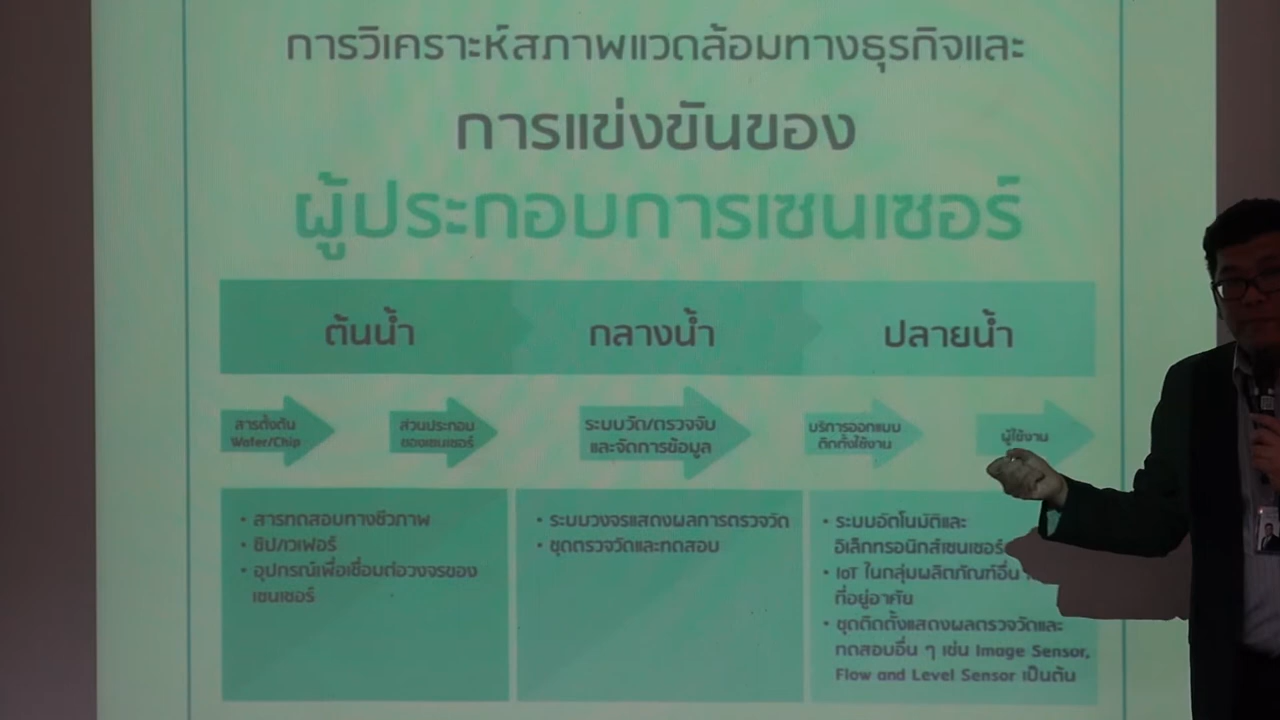 การวิเคราะห์สภาพแวดล้อมทางธุรกิจและ
การแข่งขันของ
ผู้ประกอบการเซนเซอร์
ต้นน้ำ
กลางน้ำ
ปลายน้ำ
สารตั้งต้น
Wafer/Chip
ส่วนประกอบ
ของเซนเซอร์
ระบบวัด/ตรวจจับ
และจัดการข้อมูล
บริการออกแบบ
ติดตั้งใช้งาน
ผู้ใช้งาน
• สารทดสอบทางชีวภาพ
• ชิป/เวเฟอร์
• อุปกรณ์เพื่อเชื่อมต่อวงจรของ
เซนเซอร์
• ระบบวงจรแสดงผลการตรวจวัด
• ชุดตรวจวัดและทดสอบ
• ระบบอัตโนมัติและ
อิเล็กทรอนิกส์เซนเซอร์
• IoT ในกลุ่มผลิตภัณฑ์อื่น
ที่อยู่อาศัย
• ชุดติดตั้งแสดงผลตรวจวัดและ
ทดสอบอื่น ๆ เช่น Image Sensor,
Flow and Level Sensor เป็นต้น